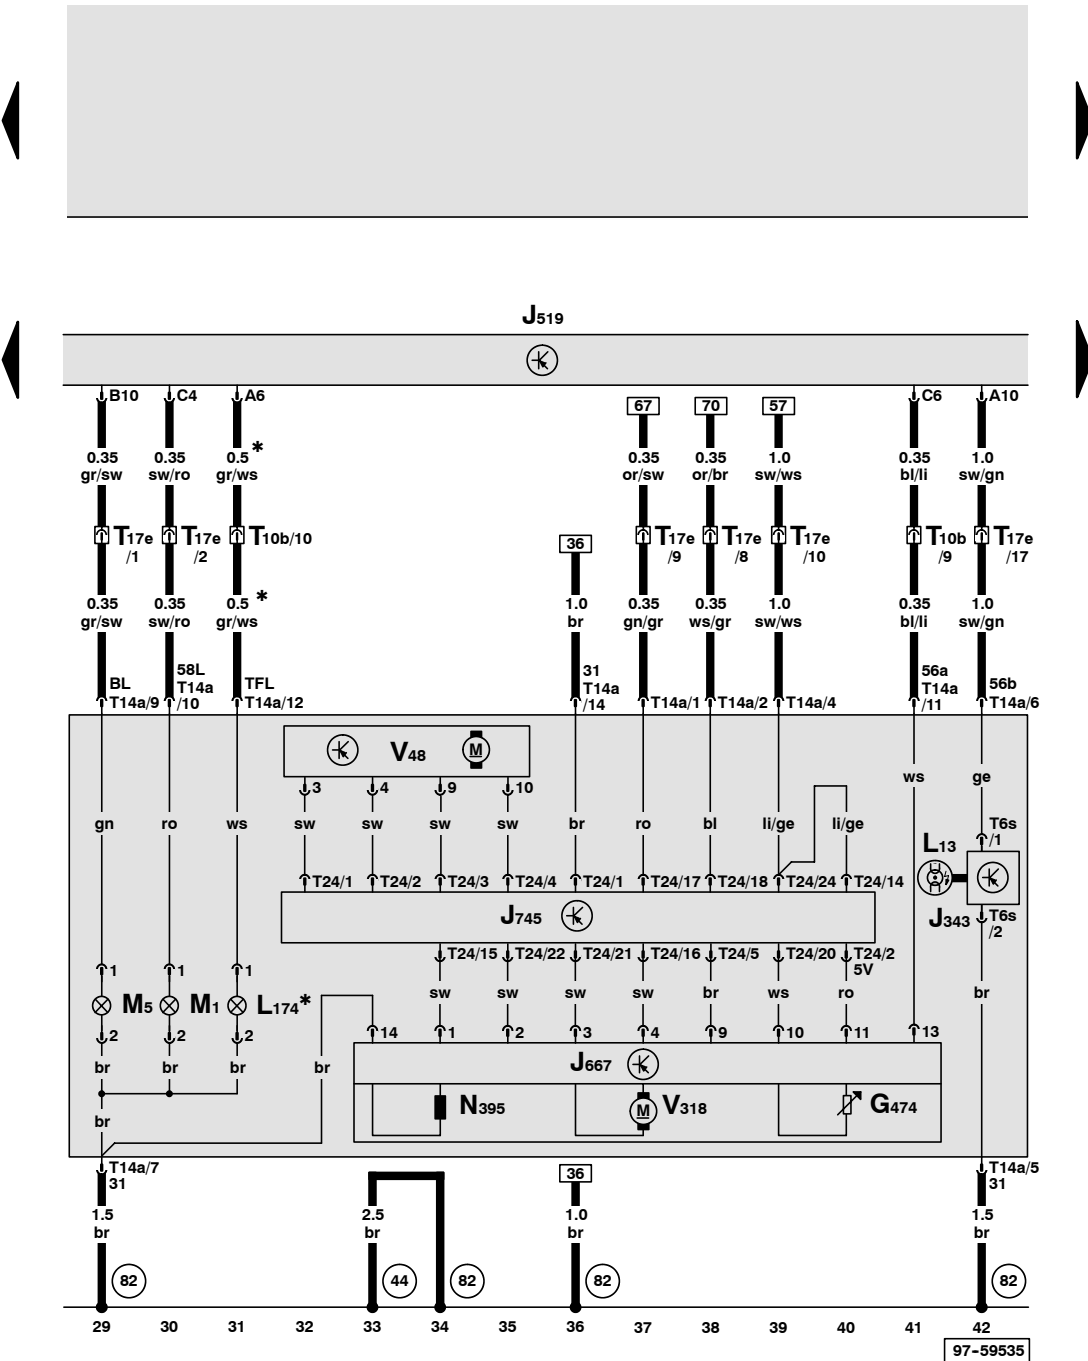 J519
B10 C4 A6 C6 A10
67 70 57
0.35 0.35 0.5 * 0.35 0.35 1.0 0.35 1.0
gr/sw sw/ro gr/ws or/sw or/br sw/ws bl/li sw/gn
T17e T17e T10b/10 T17e T17e T17e T10b T17e
/1 /2 /9 /8 /10 /9 /17
36
0.35 0.35 0.5 * 1.0 0.35 0.35 1.0 0.35 1.0
gr/sw sw/ro gr/ws br gn/gr ws/gr sw/ws bl/li sw/gn
58L 31 56a
BL T14a TFL T14a T14a 56b
T14a/9 /10 T14a/12 /14 T14a/1 T14a/2 T14a/4 /11 T14a/6
V48 M
ws ge
3 4 9 10
gn ro ws sw sw sw sw br ro bl li/ge li/ge T6s
/1
L13
T24/1 T24/2 T24/3 T24/4 T24/1 T24/17 T24/18 T24/24 T24/14
J745
J343 T6s
/2
T24/15 T24/22 T24/21 T24/16 T24/5 T24/20 T24/2
5V
1 1 1
sw sw sw sw br ws ro br
M5 M1 L174*
2 2 2 14 1 2 3 4 9 10 11 13
br br br br
J667
N395 M V318 G474
br
T14a/7 T14a/5
31 36 31
1.5 2.5 1.0 1.5
br br br br
82 44 82 82 82
29 30 31 32 33 34 35 36 37 38 39 40 41 42
97-59535